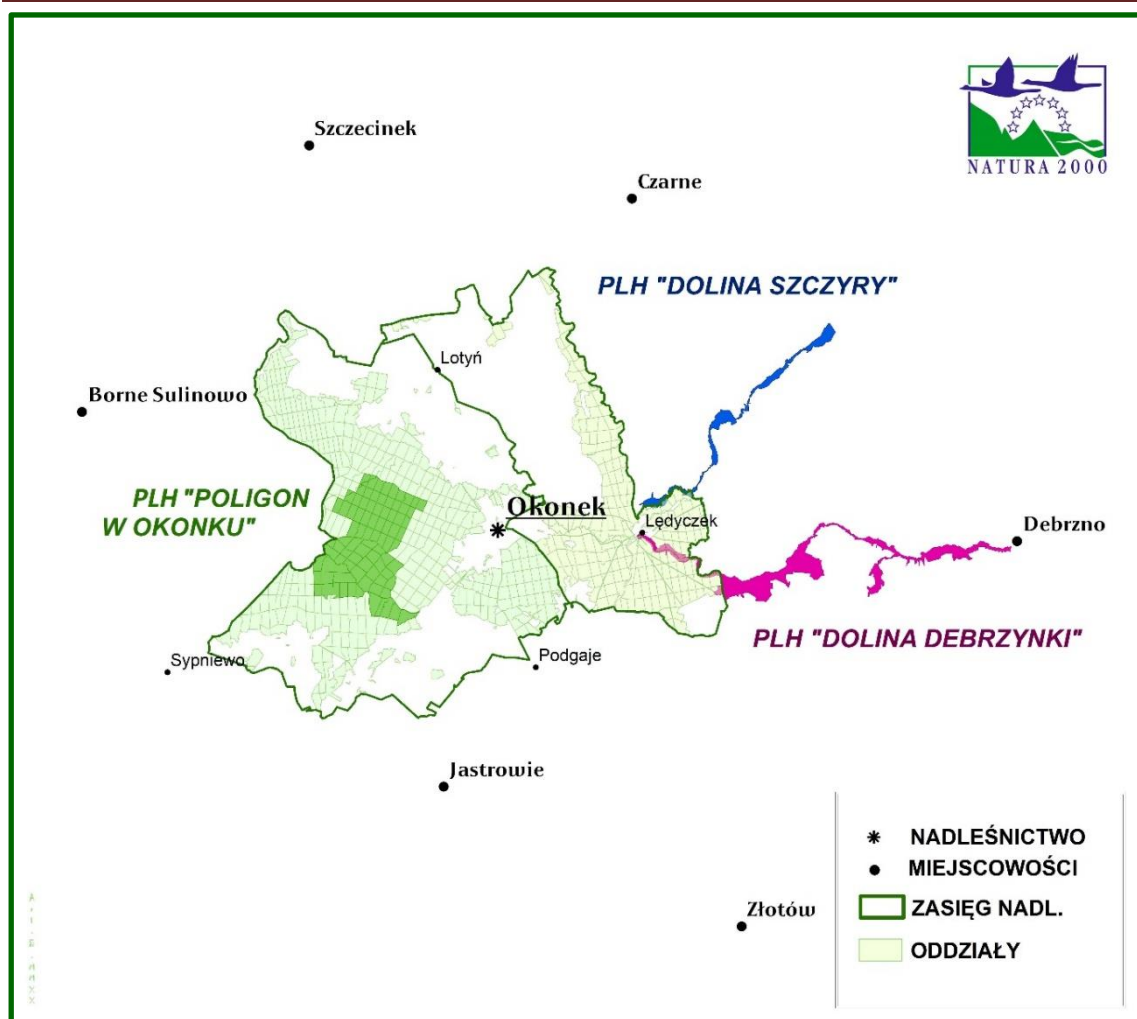 NATURA 2000
Szczecinek
Czarne
PLH "DOLINA SZCZYRY"
Lotyń
Borne Sulinowo
PLH "POLIGON
W OKONKU"
Okonek
Lędyczek
Debrzno
PLH "DOLINA DEBRZYNKI"
Sypniewo
Podgaje
Jastrowie
Złotów
NADLEŚNICTWO
MIEJSCOWOŚCI
ZASIĘG NADL.
ODDZIAŁY